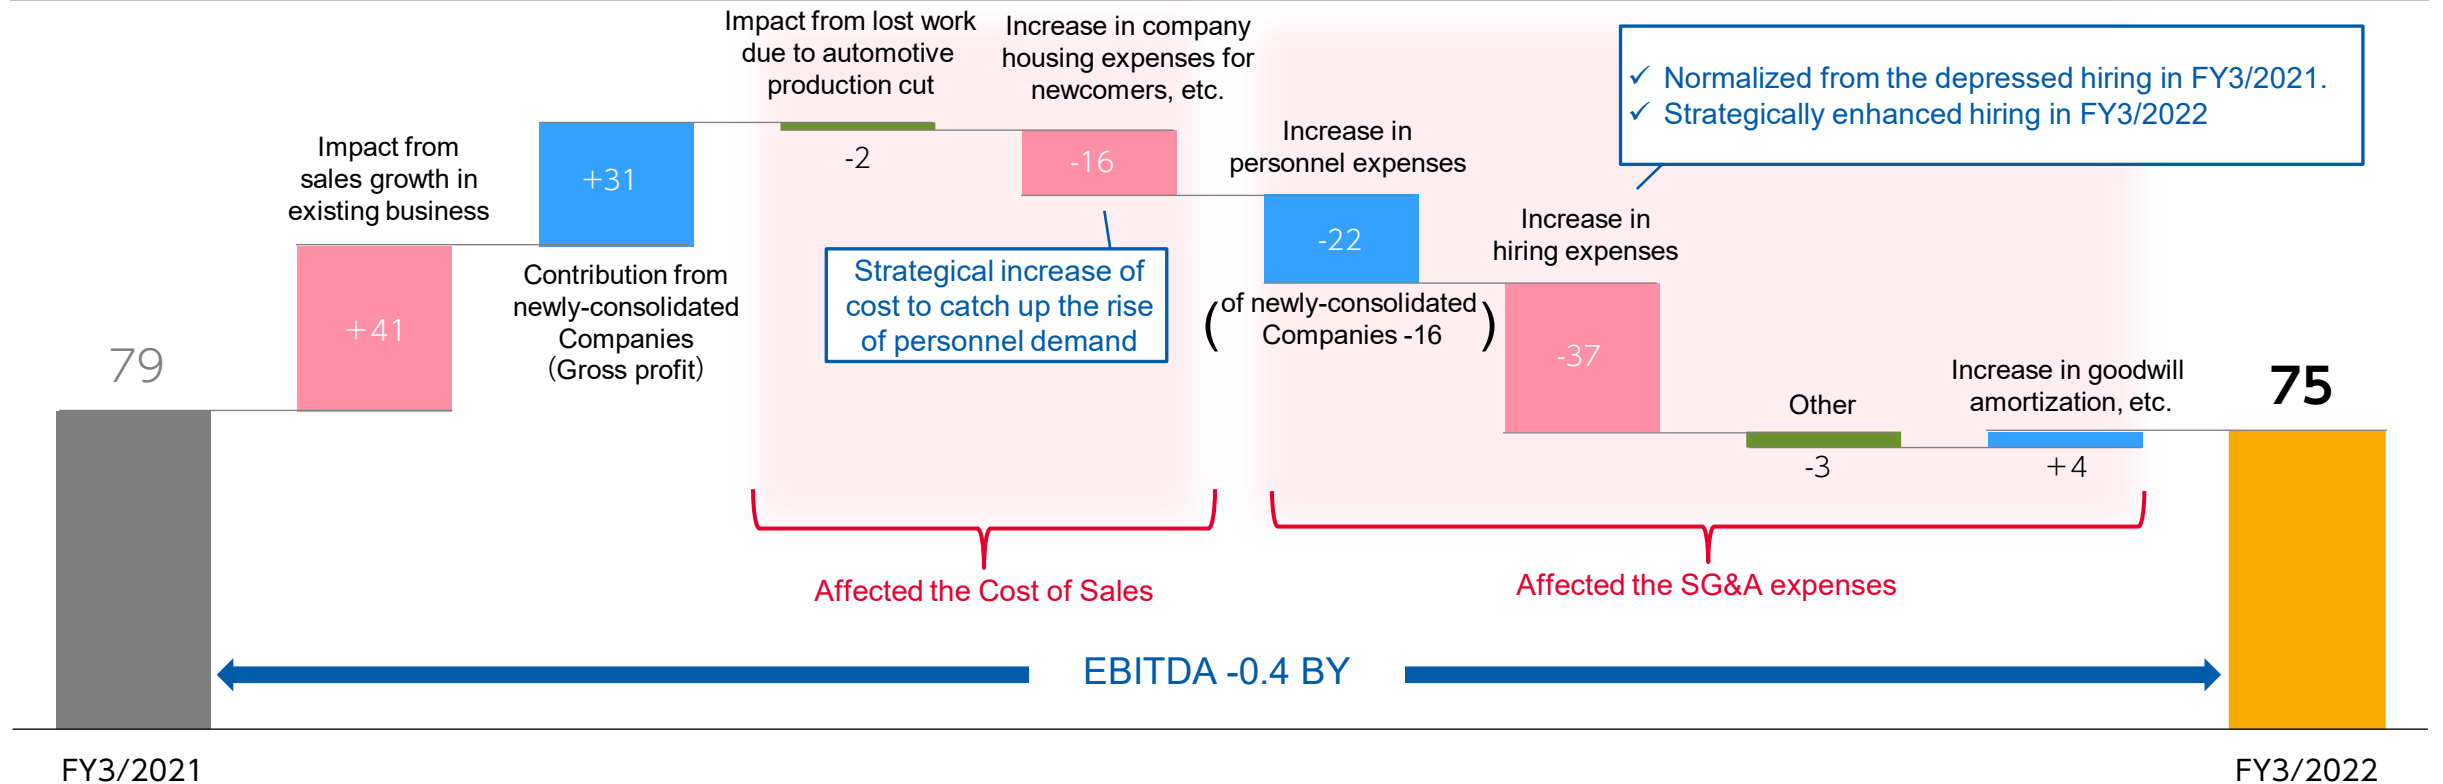 Impact from lost work
due to automotive
production cut
Increase in company
housing expenses for
newcomers, etc.
✓ Normalized from the depressed hiring in FY3/2021.
✓ Strategically enhanced hiring in FY3/2022
Impact from
sales growth in
existing business
+31
-2
-16
Increase in
personnel expenses
-22
Increase in
hiring expenses
Contribution from
newly-consolidated
Companies
(Gross profit)
Strategical increase of
cost to catch up the rise
of personnel demand
(of newly-consolidated
Companies -16)
+41
-37
79
Other
-3
Increase in goodwill
amortization, etc.
+4
75
Affected the Cost of Sales
Affected the SG&A expenses
EBITDA -0.4 BY
FY3/2021
FY3/2022